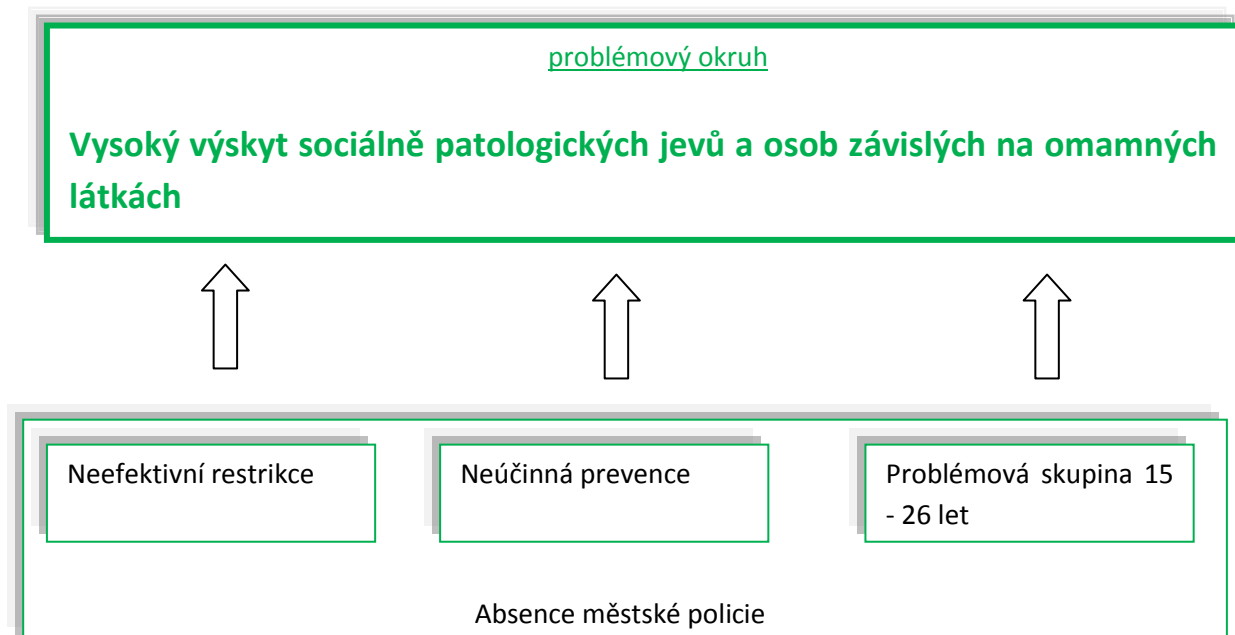 problémový okruh
Vysoký výskyt sociálně patologických jevů a osob závislých na omamných
látkách
Neefektivní restrikce
Neúčinná prevence
Problémová skupina 15
- 26 let
Absence městské policie